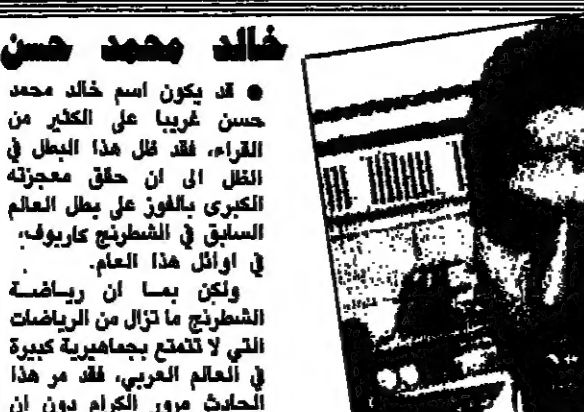 خالد محمد حسن
● قد يكون اسم خالد محمد
حسن غريبا على الكثير من
القراء، فقد ظل هذا البطل في
الظل الى ان حقق معجزته
الكبرى بالفوز على بطل العالم
السابق في الشطرنج كاربوف،
في اوائل هذا العام.
ولكن بمـا ان ريـاضـة
الشطرنج ما تزال من الرياضات
التي لا تتمتع بجماهيرية كبيرة
في العالم العربي، فقد مر هذا
الحادث مرور الكرام دون ان